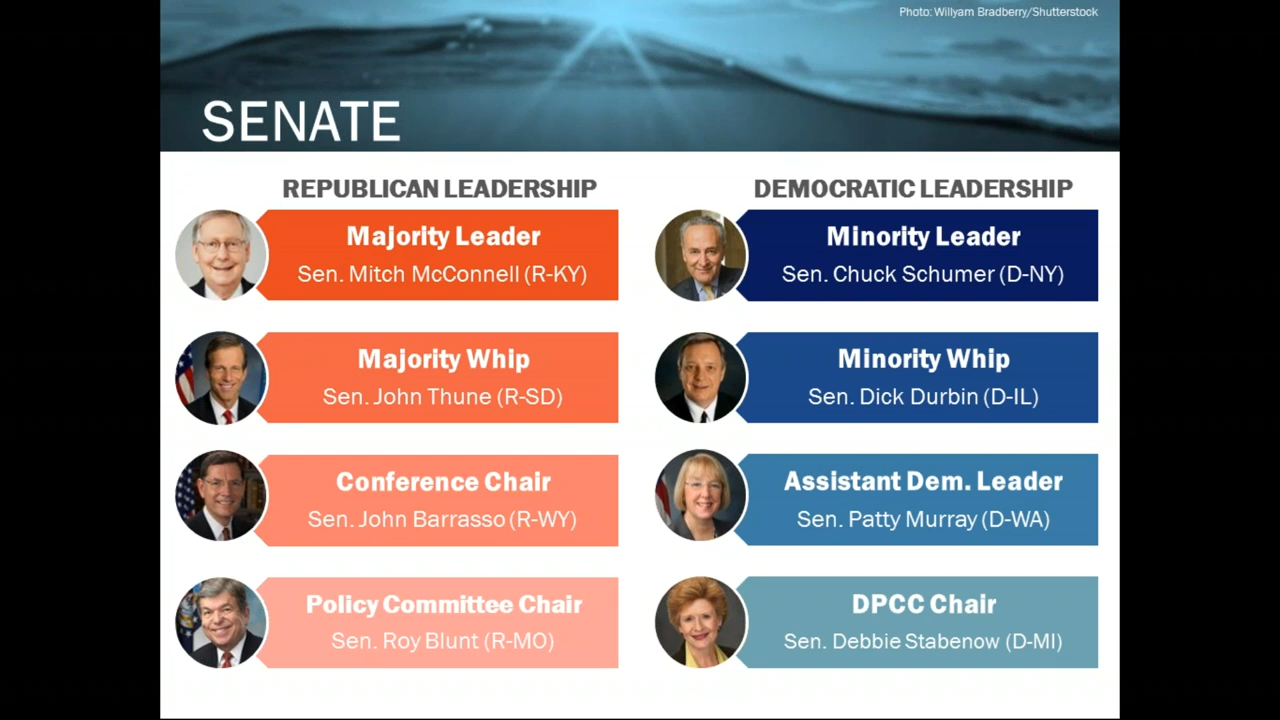 Photo: Willyam Bradberry/Shutterstock
SENATE
REPUBLICAN LEADERSHIP
Majority Leader
Sen. Mitch McConnell (R-KY)
Majority Whip
Sen. John Thune (R-SD)
Conference Chair
Sen. John Barrasso (R-WY)
Policy Committee Chair
Sen. Roy Blunt (R-MO)
DEMOCRATIC LEADERSHIP
Minority Leader
Sen. Chuck Schumer (D-NY)
Minority Whip
Sen. Dick Durbin (D-IL)
Assistant Dem. Leader
Sen. Patty Murray (D-WA)
DPCC Chair
Sen. Debbie Stabenow (D-MI)